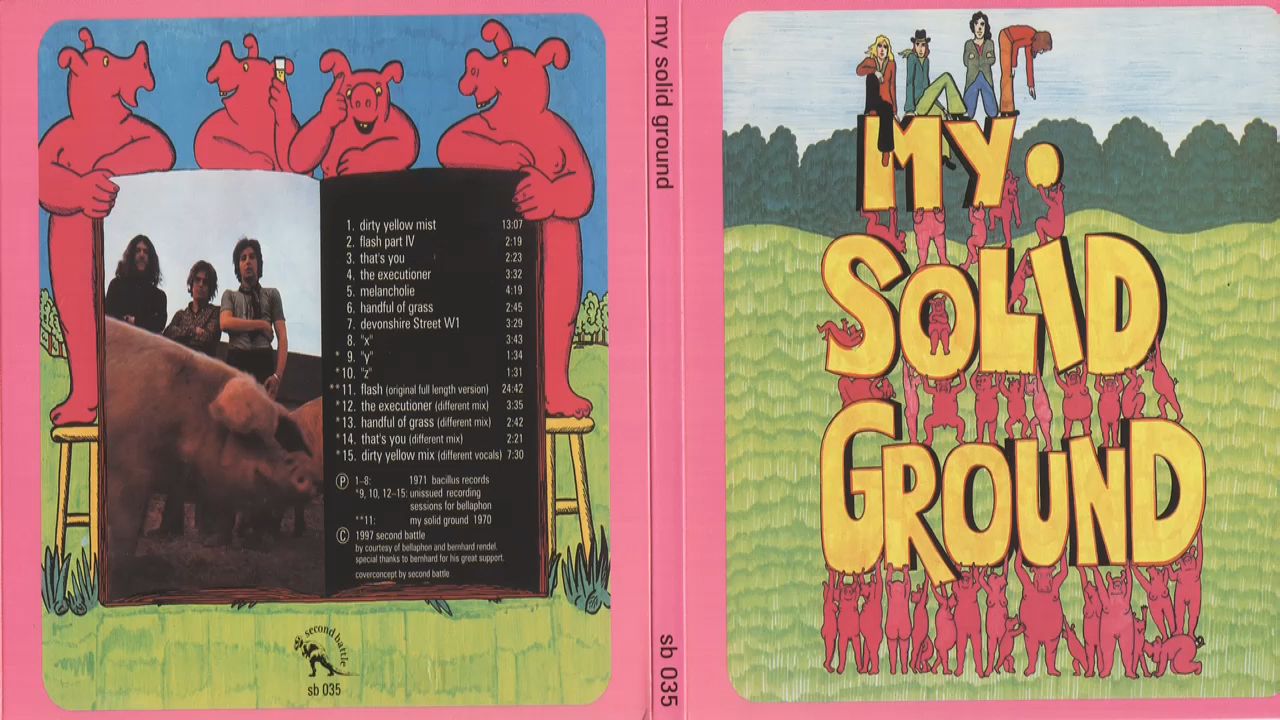 1. dirty yellow mist 13:07
2. flash part IV 2:19
3. that's you 2:23
4. the executioner 3:32
5. melancholie 4:19
6. handful of grass 2:45
7. devonshire Street W1 3:29
8. "x" 3:43
* 9. "y" 1:34
* 10. "z" 1:31
** 11. flash (original full length version) 24:42
* 12. the executioner (different mix) 3:35
* 13. handful of grass (different mix) 2:42
* 14. that's you (different mix) 2:21
* 15. dirty yellow mix (different vocals) 7:30
Ⓟ 1–8: 1971 bacillus records
*9, 10, 12–15: unissued recording
sessions for bellaphon
**11: my solid ground 1970
© 1997 second battle
by courtesy of bellaphon and bernhard rendel.
special thanks to bernhard for his great support.
coverconcept by second battle
second battle
sb 035
my solid ground
sb 035
MY.
SOLID
GROUND